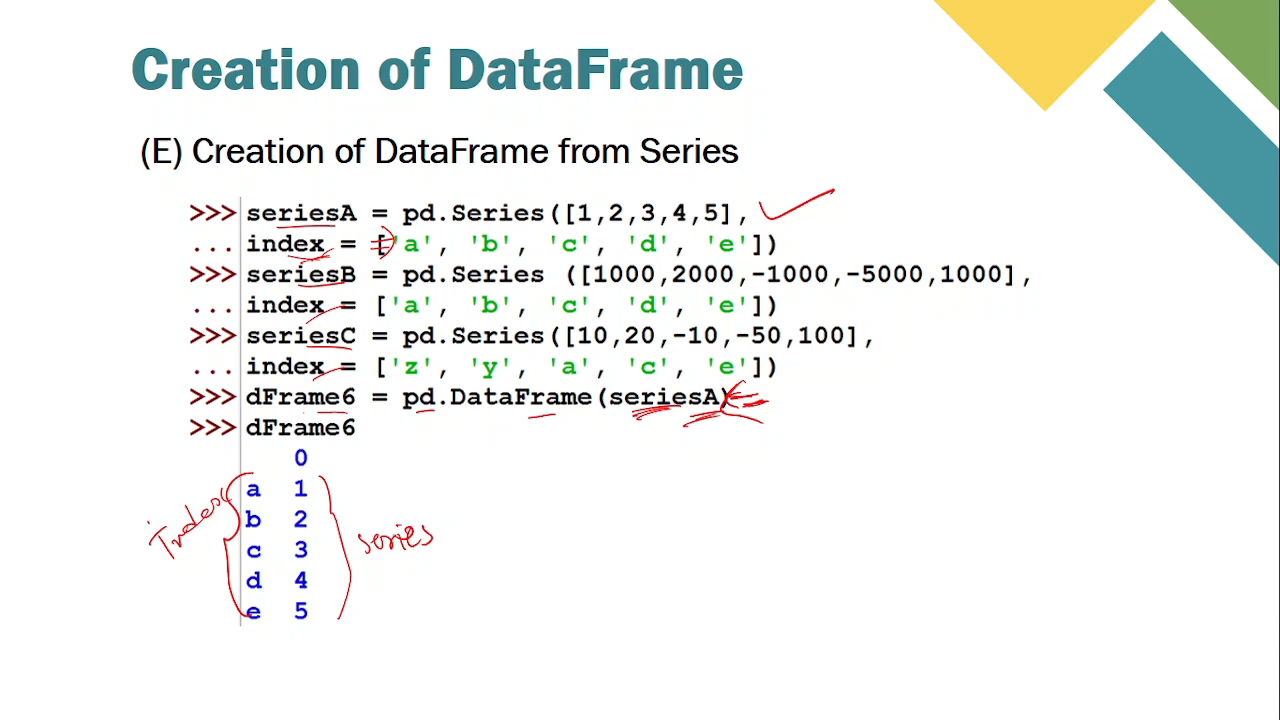 Creation of DataFrame
(E) Creation of DataFrame from Series
>>> seriesA = pd.Series([1,2,3,4,5],
... index = ['a', 'b', 'c', 'd', 'e'])
>>> seriesB = pd.Series ([1000,2000,-1000,-5000,1000],
... index = ['a', 'b', 'c', 'd', 'e'])
>>> seriesC = pd.Series([10,20,-10,-50,100],
... index = ['z', 'y', 'a', 'c', 'e'])
>>> dFrame6 = pd.DataFrame(seriesA)
>>> dFrame6
0
a 1
b 2
c 3
d 4
e 5
Index
series